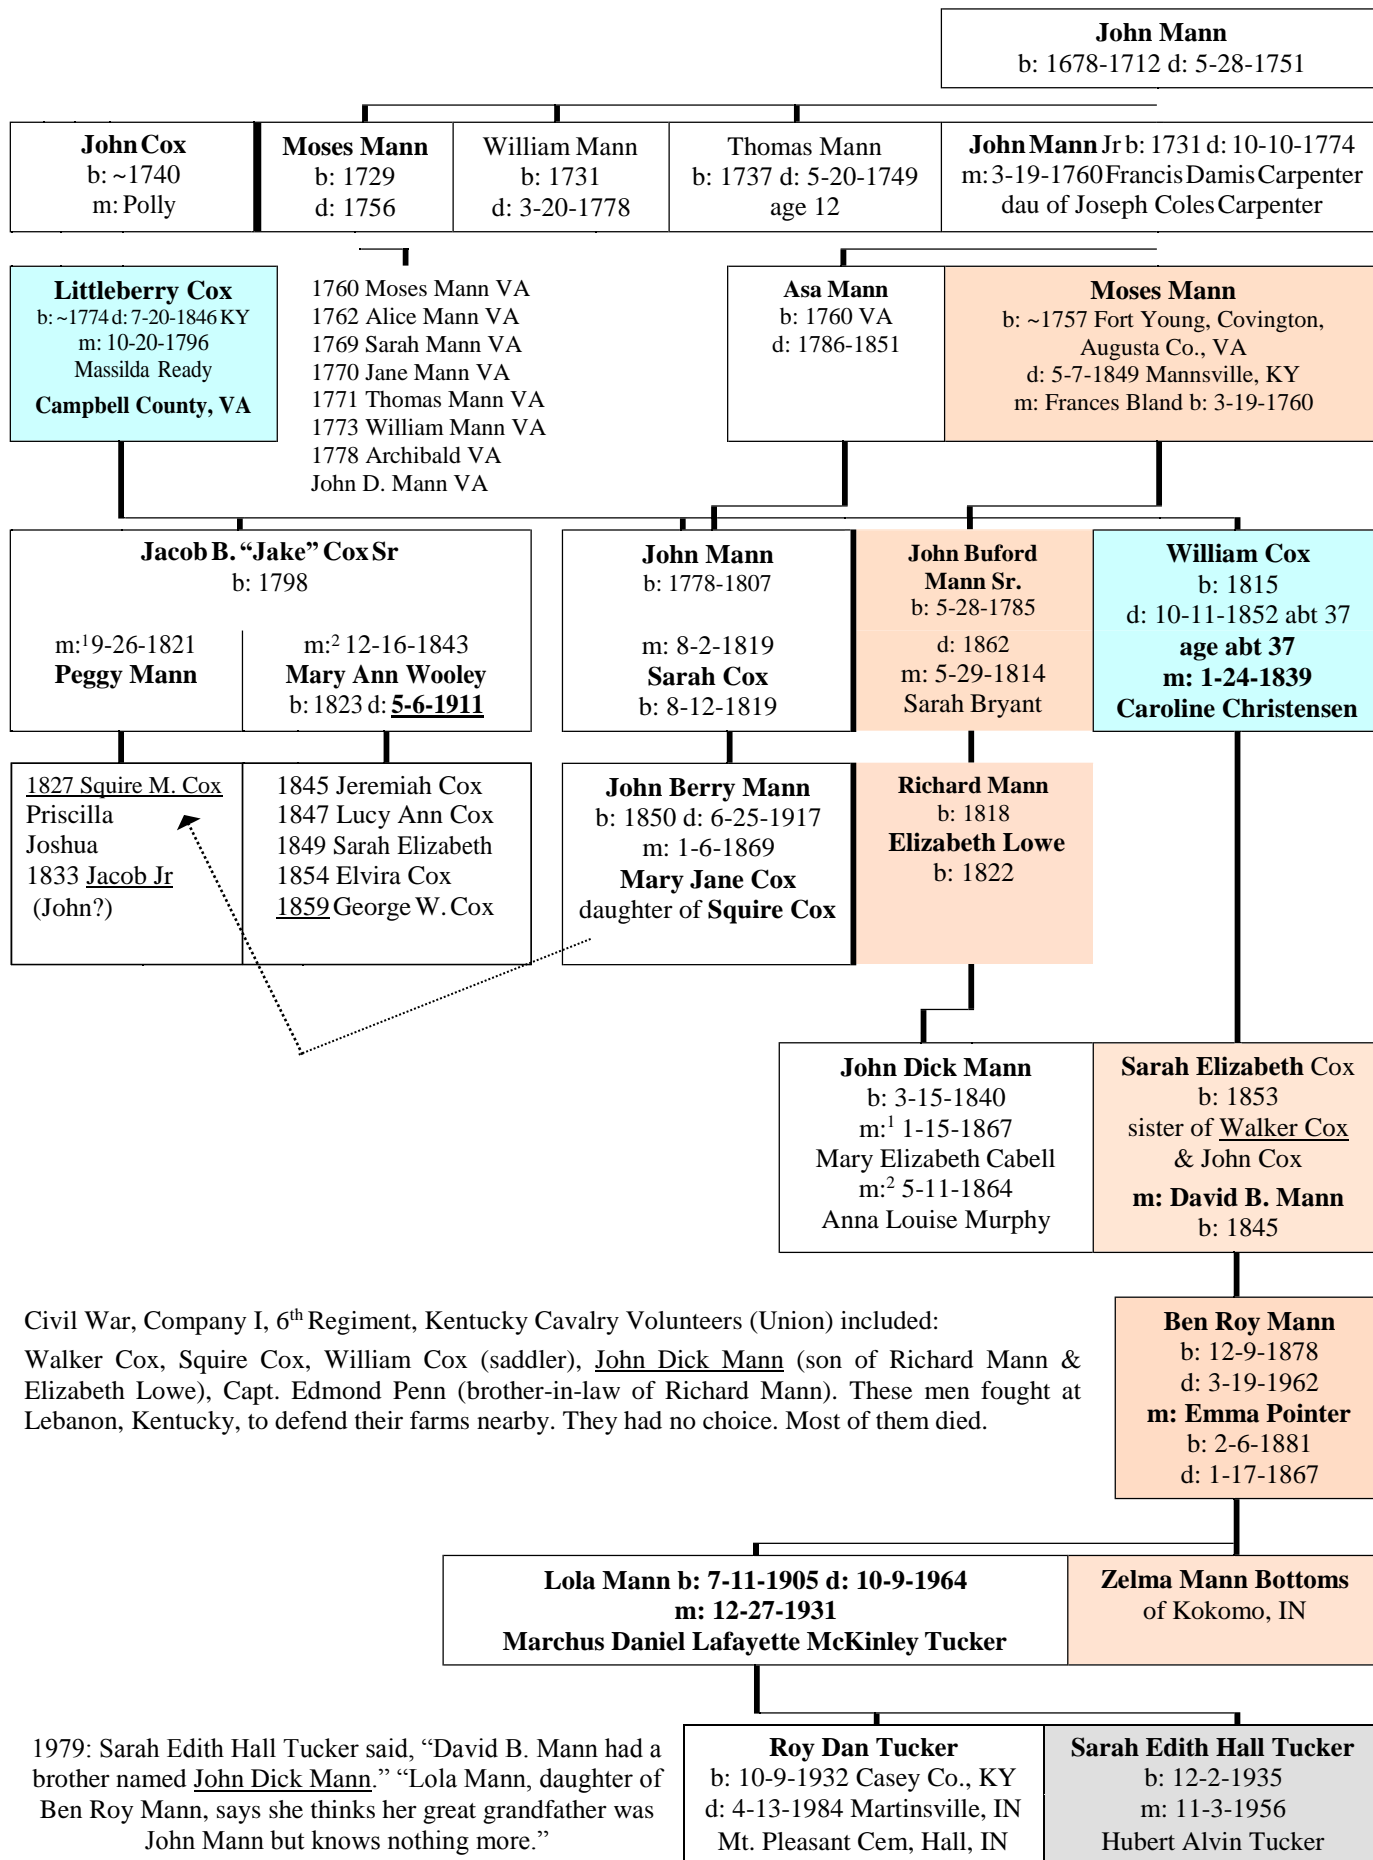 John Mann
b: 1678-1712 d: 5-28-1751
John Cox
b: ~1740
m: Polly
Moses Mann
b: 1729
d: 1756
William Mann
b: 1731
d: 3-20-1778
Thomas Mann
b: 1737 d: 5-20-1749
age 12
John Mann Jr b: 1731 d: 10-10-1774
m: 3-19-1760 Francis Damis Carpenter
dau of Joseph Coles Carpenter
Littleberry Cox
b: ~1774 d: 7-20-1846 KY
m: 10-20-1796
Massilda Ready
Campbell County, VA
1760 Moses Mann VA
1762 Alice Mann VA
1769 Sarah Mann VA
1770 Jane Mann VA
1771 Thomas Mann VA
1773 William Mann VA
1778 Archibald VA
John D. Mann VA
Asa Mann
b: 1760 VA
d: 1786-1851
Moses Mann
b: ~1757 Fort Young, Covington,
Augusta Co., VA
d: 5-7-1849 Mannsville, KY
m: Frances Bland b: 3-19-1760
Jacob B. “Jake” Cox Sr
b: 1798
m:1 9-26-1821
Peggy Mann
m:2 12-16-1843
Mary Ann Wooley
b: 1823 d: 5-6-1911
John Mann
b: 1778-1807
m: 8-2-1819
Sarah Cox
b: 8-12-1819
John Buford
Mann Sr.
b: 5-28-1785
d: 1862
m: 5-29-1814
Sarah Bryant
William Cox
b: 1815
d: 10-11-1852 abt 37
age abt 37
m: 1-24-1839
Caroline Christensen
1827 Squire M. Cox
Priscilla
Joshua
1833 Jacob Jr
(John?)
1845 Jeremiah Cox
1847 Lucy Ann Cox
1849 Sarah Elizabeth
1854 Elvira Cox
1859 George W. Cox
John Berry Mann
b: 1850 d: 6-25-1917
m: 1-6-1869
Mary Jane Cox
daughter of Squire Cox
Richard Mann
b: 1818
Elizabeth Lowe
b: 1822
John Dick Mann
b: 3-15-1840
m:1 1-15-1867
Mary Elizabeth Cabell
m:2 5-11-1864
Anna Louise Murphy
Sarah Elizabeth Cox
b: 1853
sister of Walker Cox
& John Cox
m: David B. Mann
b: 1845
Civil War, Company I, 6th Regiment, Kentucky Cavalry Volunteers (Union) included:
Walker Cox, Squire Cox, William Cox (saddler), John Dick Mann (son of Richard Mann &
Elizabeth Lowe), Capt. Edmond Penn (brother-in-law of Richard Mann). These men fought at
Lebanon, Kentucky, to defend their farms nearby. They had no choice. Most of them died.
Ben Roy Mann
b: 12-9-1878
d: 3-19-1962
m: Emma Pointer
b: 2-6-1881
d: 1-17-1867
Lola Mann b: 7-11-1905 d: 10-9-1964
m: 12-27-1931
Marchus Daniel Lafayette McKinley Tucker
Zelma Mann Bottoms
of Kokomo, IN
1979: Sarah Edith Hall Tucker said, “David B. Mann had a
brother named John Dick Mann.” “Lola Mann, daughter of
Ben Roy Mann, says she thinks her great grandfather was
John Mann but knows nothing more.”
Roy Dan Tucker
b: 10-9-1932 Casey Co., KY
d: 4-13-1984 Martinsville, IN
Mt. Pleasant Cem, Hall, IN
Sarah Edith Hall Tucker
b: 12-2-1935
m: 11-3-1956
Hubert Alvin Tucker